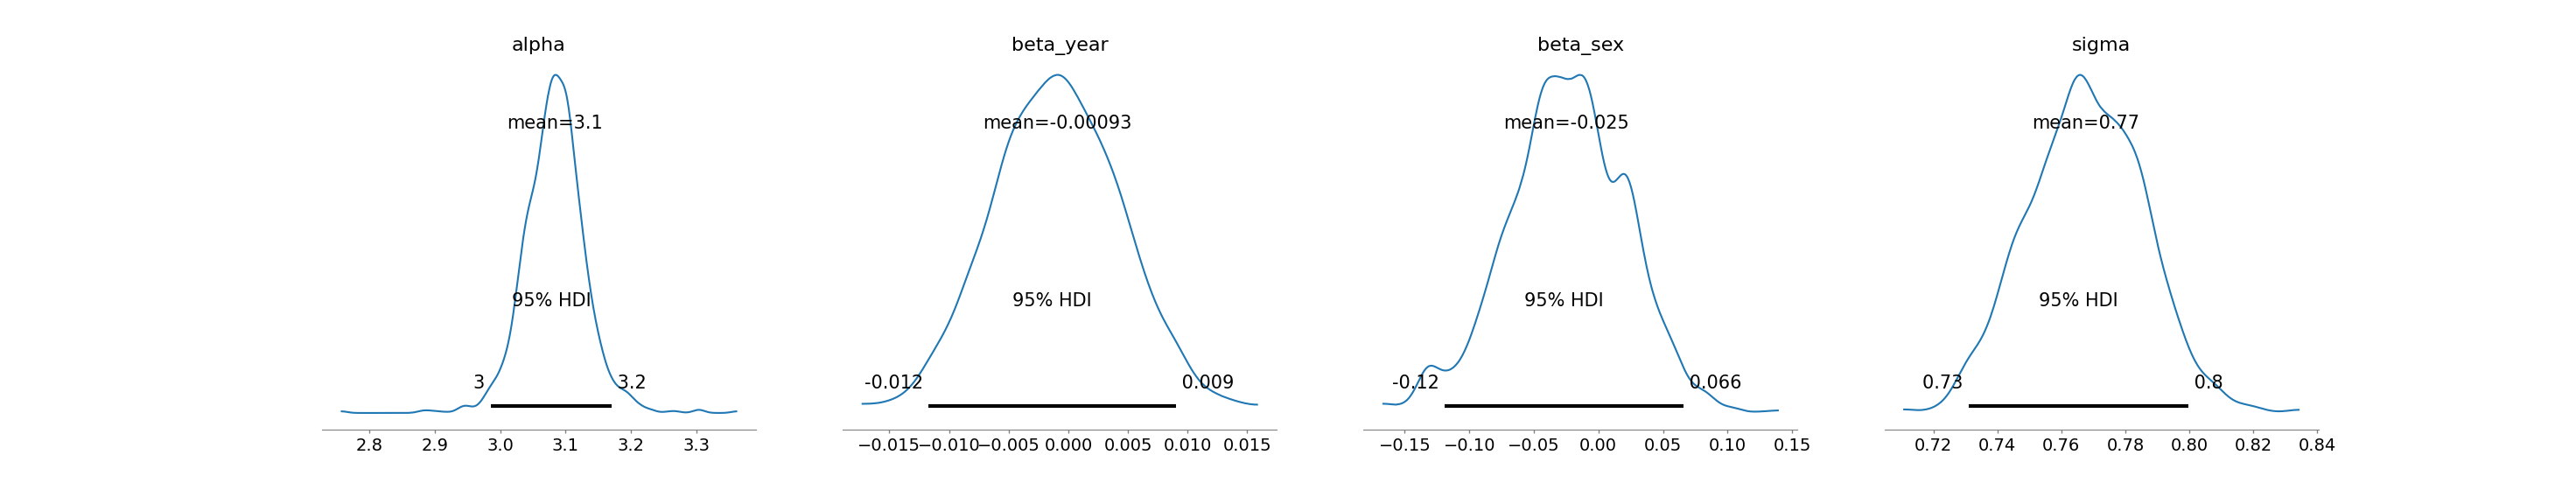 alpha
beta_year
beta_sex
sigma
mean=3.1
mean=-0.00093
mean=-0.025
mean=0.77
95% HDI
95% HDI
95% HDI
95% HDI
3
3.2
-0.012
0.009
-0.12
0.066
0.73
0.8
2.8 2.9 3.0 3.1 3.2 3.3
−0.015 −0.010 −0.005 0.000 0.005 0.010 0.015
−0.15 −0.10 −0.05 0.00 0.05 0.10 0.15
0.72 0.74 0.76 0.78 0.80 0.82 0.84